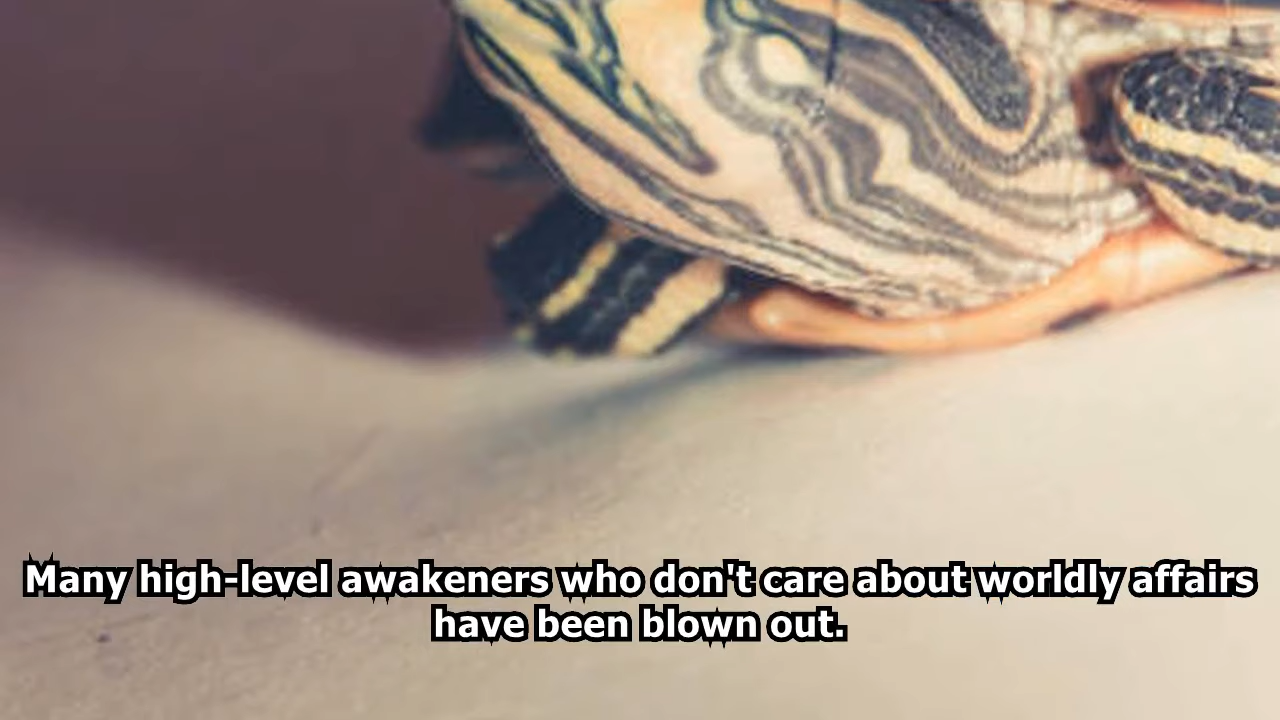 Many high-level awakeners who don't care about worldly affairs
have been blown out.